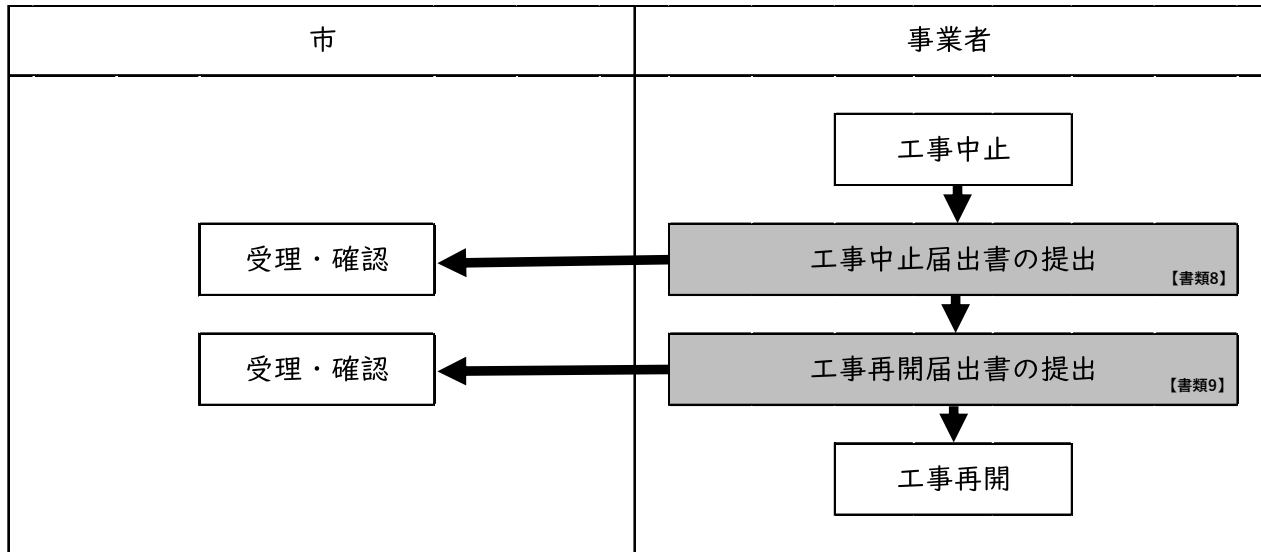 市
事業者
工事中止
受理・確認
工事中止届出書の提出
【書類8】
受理・確認
工事再開届出書の提出
【書類9】
工事再開